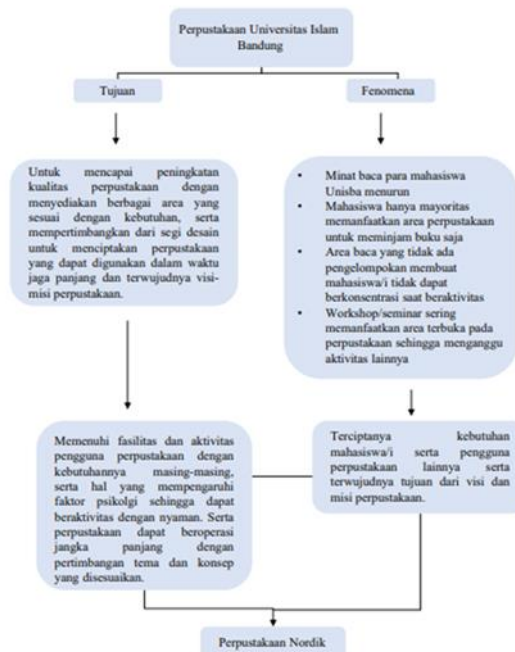 Perpustakaan Universitas Islam
Bandung
Tujuan
Fenomena
Untuk mencapai peningkatan
kualitas perpustakaan dengan
menyediakan berbagai area yang
sesuai dengan kebutuhan, serta
mempertimbangkan dari segi desain
untuk menciptakan perpustakaan
yang dapat digunakan dalam waktu
jaga panjang dan terwujudnya visi-
misi perpustakaan.
• Minat baca para mahasiswa
Unisba menurun
• Mahasiswa hanya mayoritas
memanfaatkan area perpustakaan
untuk meminjam buku saja
• Area baca yang tidak ada
pengelompokan membuat
mahasiswa/i tidak dapat
berkonsentrasi saat beraktivitas
• Workshop/seminar sering
memanfaatkan area terbuka pada
perpustakaan sehingga menganggu
aktivitas lainnya
Memenuhi fasilitas dan aktivitas
pengguna perpustakaan dengan
kebutuhannya masing-masing,
serta hal yang mempengaruhi
faktor psikolgi sehingga dapat
beraktivitas dengan nyaman. Serta
perpustakaan dapat beroperasi
jangka panjang dengan
pertimbangan tema dan konsep
yang disesuaikan.
Terciptanya kebutuhan
mahasiswa/i serta pengguna
perpustakaan lainnya serta
terwujudnya tujuan dari visi dan
misi perpustakaan.
Perpustakaan Nordik